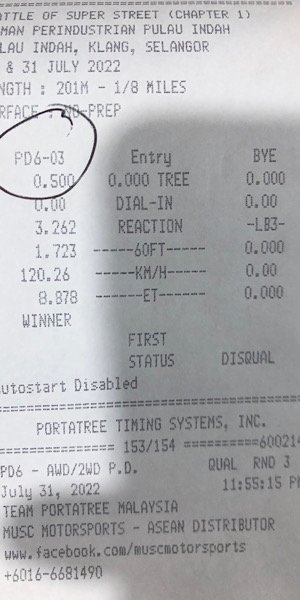 ATTLE OF SUPER STREET (CHAPTER 1)
MAN PERINDUSTRIAN PULAU INDAH
LAU INDAH, KLANG, SELANGOR
& 31 JULY 2022
NGTH : 201M - 1/8 MILES
RFACE : NO-PREP
PD6-03 Entry BYE
0.500 0.000 TREE 0.000
0.00 DIAL-IN 0.00
3.262 REACTION -LB3-
1.723 -----60FT----- 0.000
120.26 -----KM/H----- 0.00
8.878 ------ET------ 0.000
WINNER
FIRST
STATUS DISQUAL
utostart Disabled
PORTATREE TIMING SYSTEMS, INC.
========= 153/154 ==========600214
PD6 - AWD/2WD P.D. QUAL RND 3
July 31, 2022 11:55:15 P
TEAM PORTATREE MALAYSIA
MUSC MOTORSPORTS - ASEAN DISTRIBUTOR
www.facebook.com/muscmotorsports
+6016-6681490